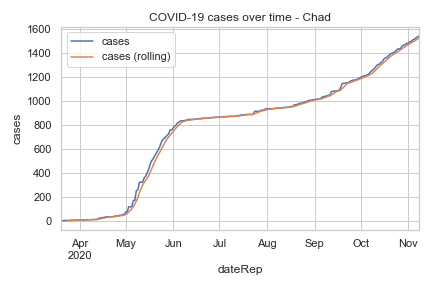 COVID-19 cases over time - Chad
cases
cases (rolling)
1600
1400
1200
1000
800
600
400
200
0
cases
Apr May Jun Jul Aug Sep Oct Nov
2020
dateRep